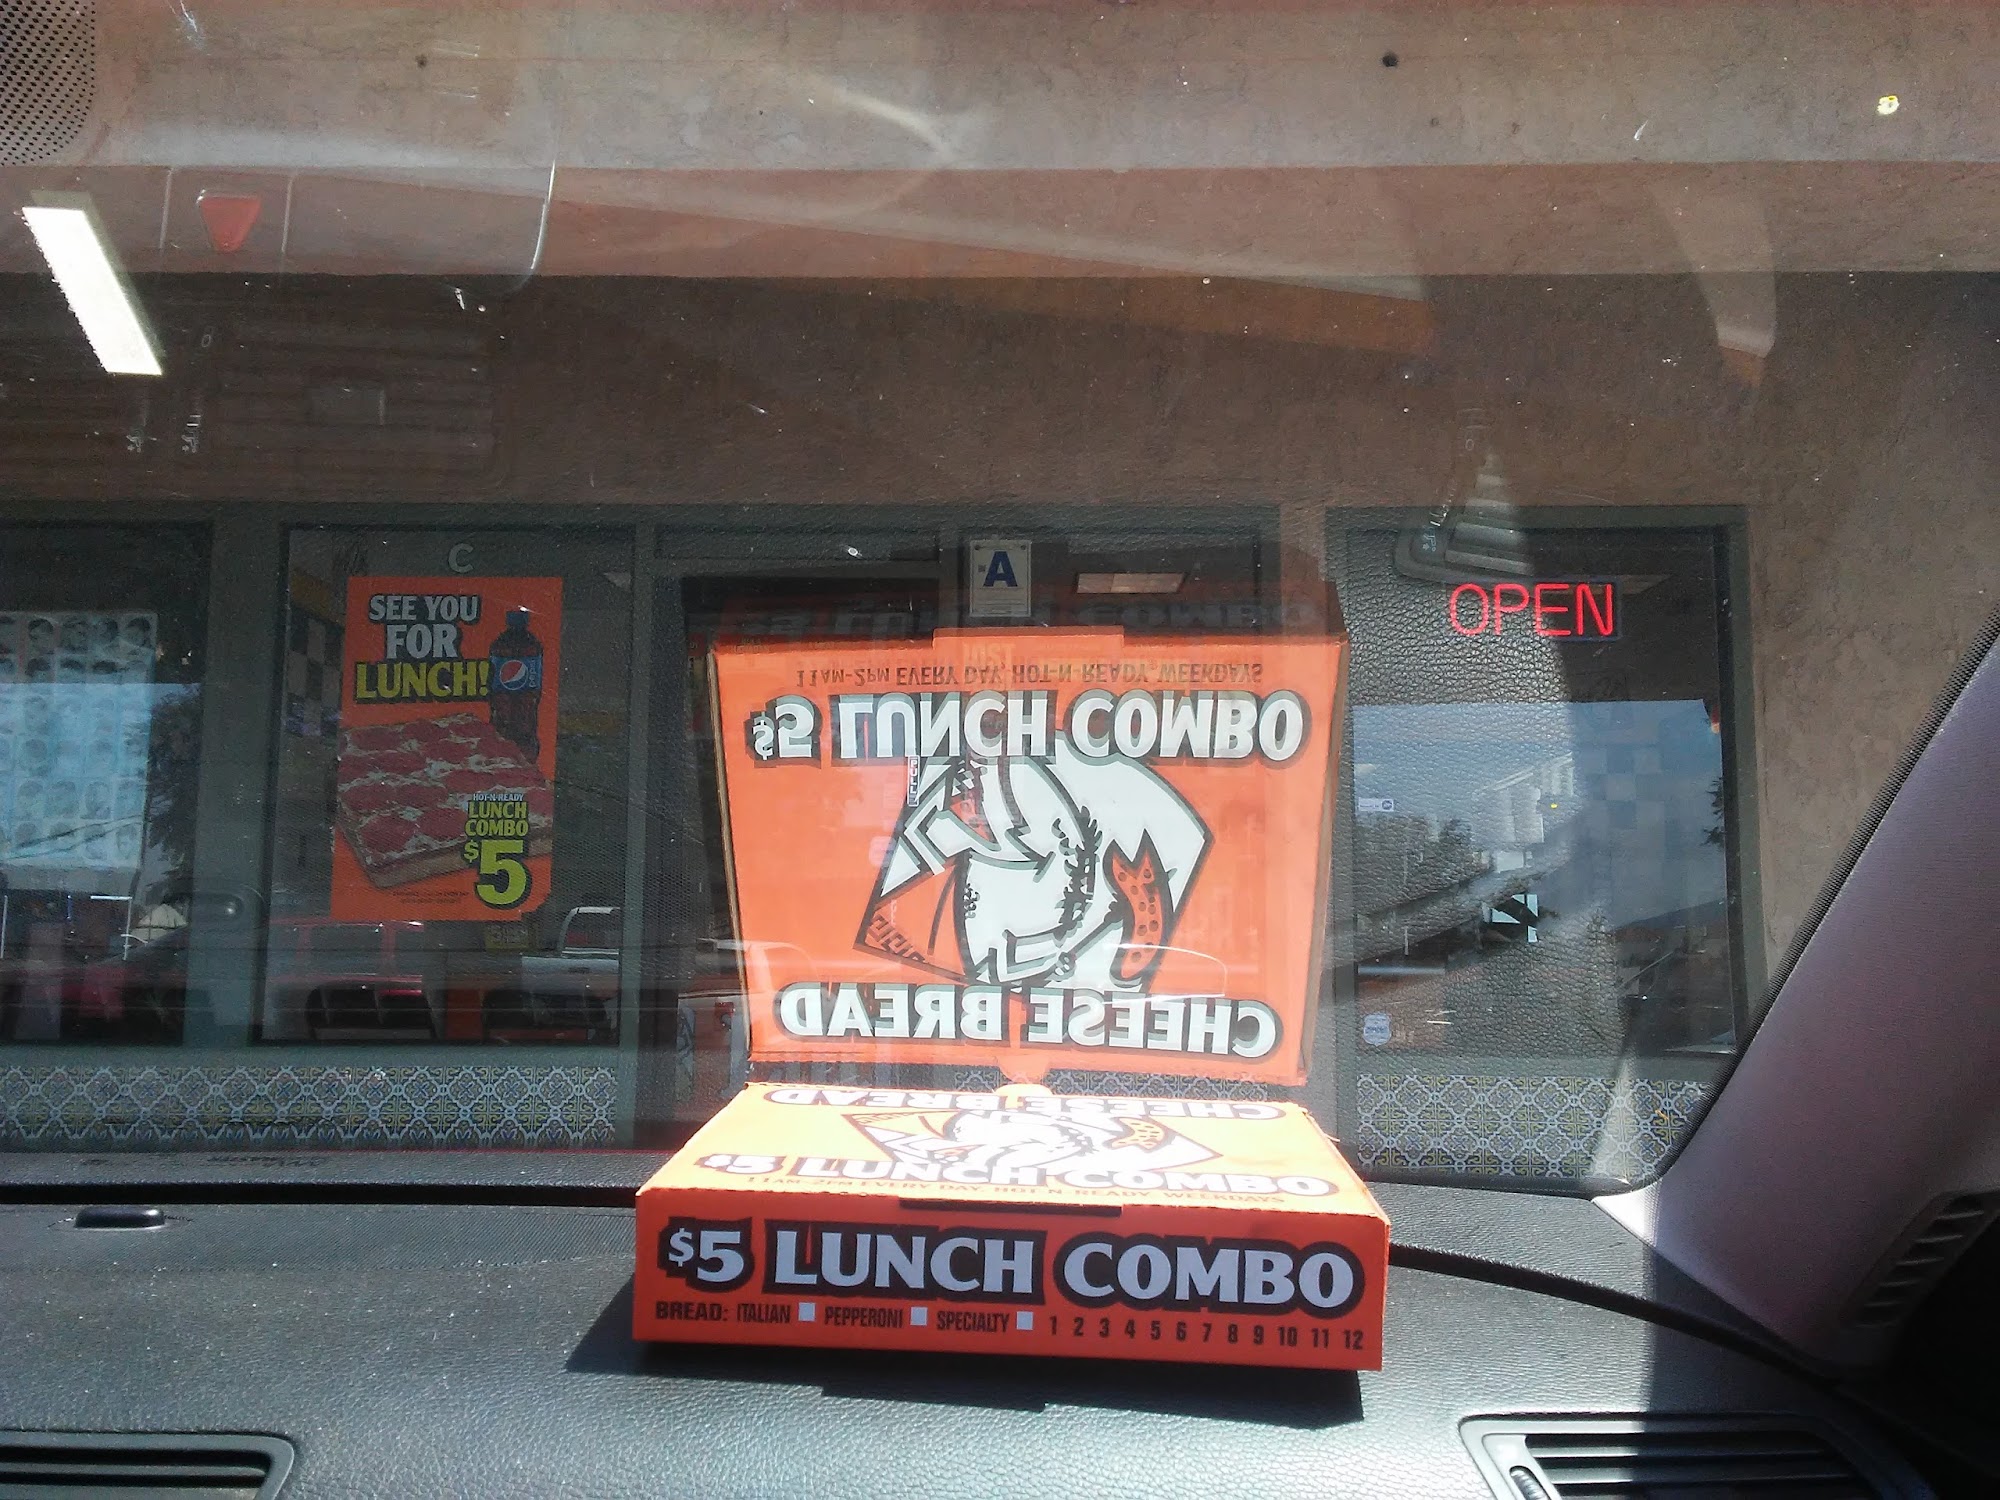 C
SEE YOU
FOR
LUNCH!
HOT-N-READY
LUNCH
COMBO
$5
A
OPEN
11AM-2PM EVERY DAY, HOT-N-READY, WEEKDAYS
$5 LUNCH COMBO
PULL
CHEESE BREAD
CHEESE BREAD
$5 LUNCH COMBO
11AM-2PM EVERY DAY, HOT-N-READY, WEEKDAYS
$5 LUNCH COMBO
BREAD: ITALIAN PEPPERONI SPECIALTY 1 2 3 4 5 6 7 8 9 10 11 12